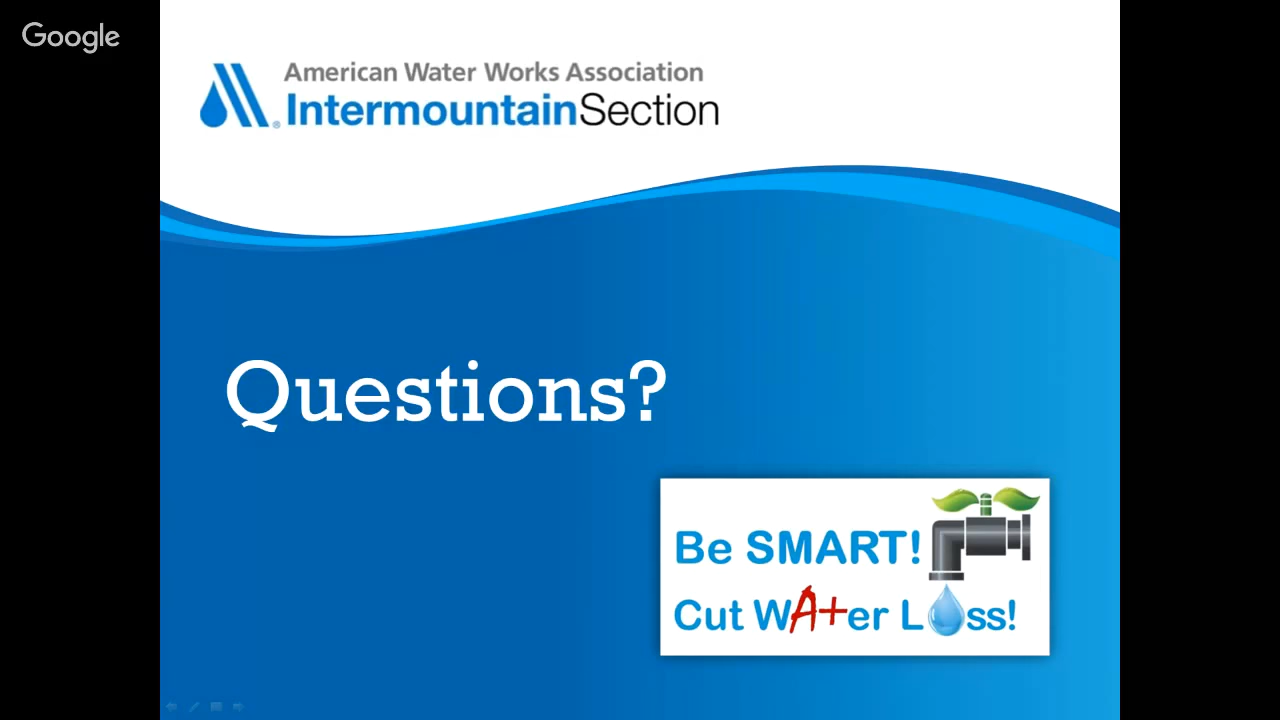 Google
American Water Works Association
IntermountainSection
®
Questions?
Be SMART!
Cut WA+er Loss!